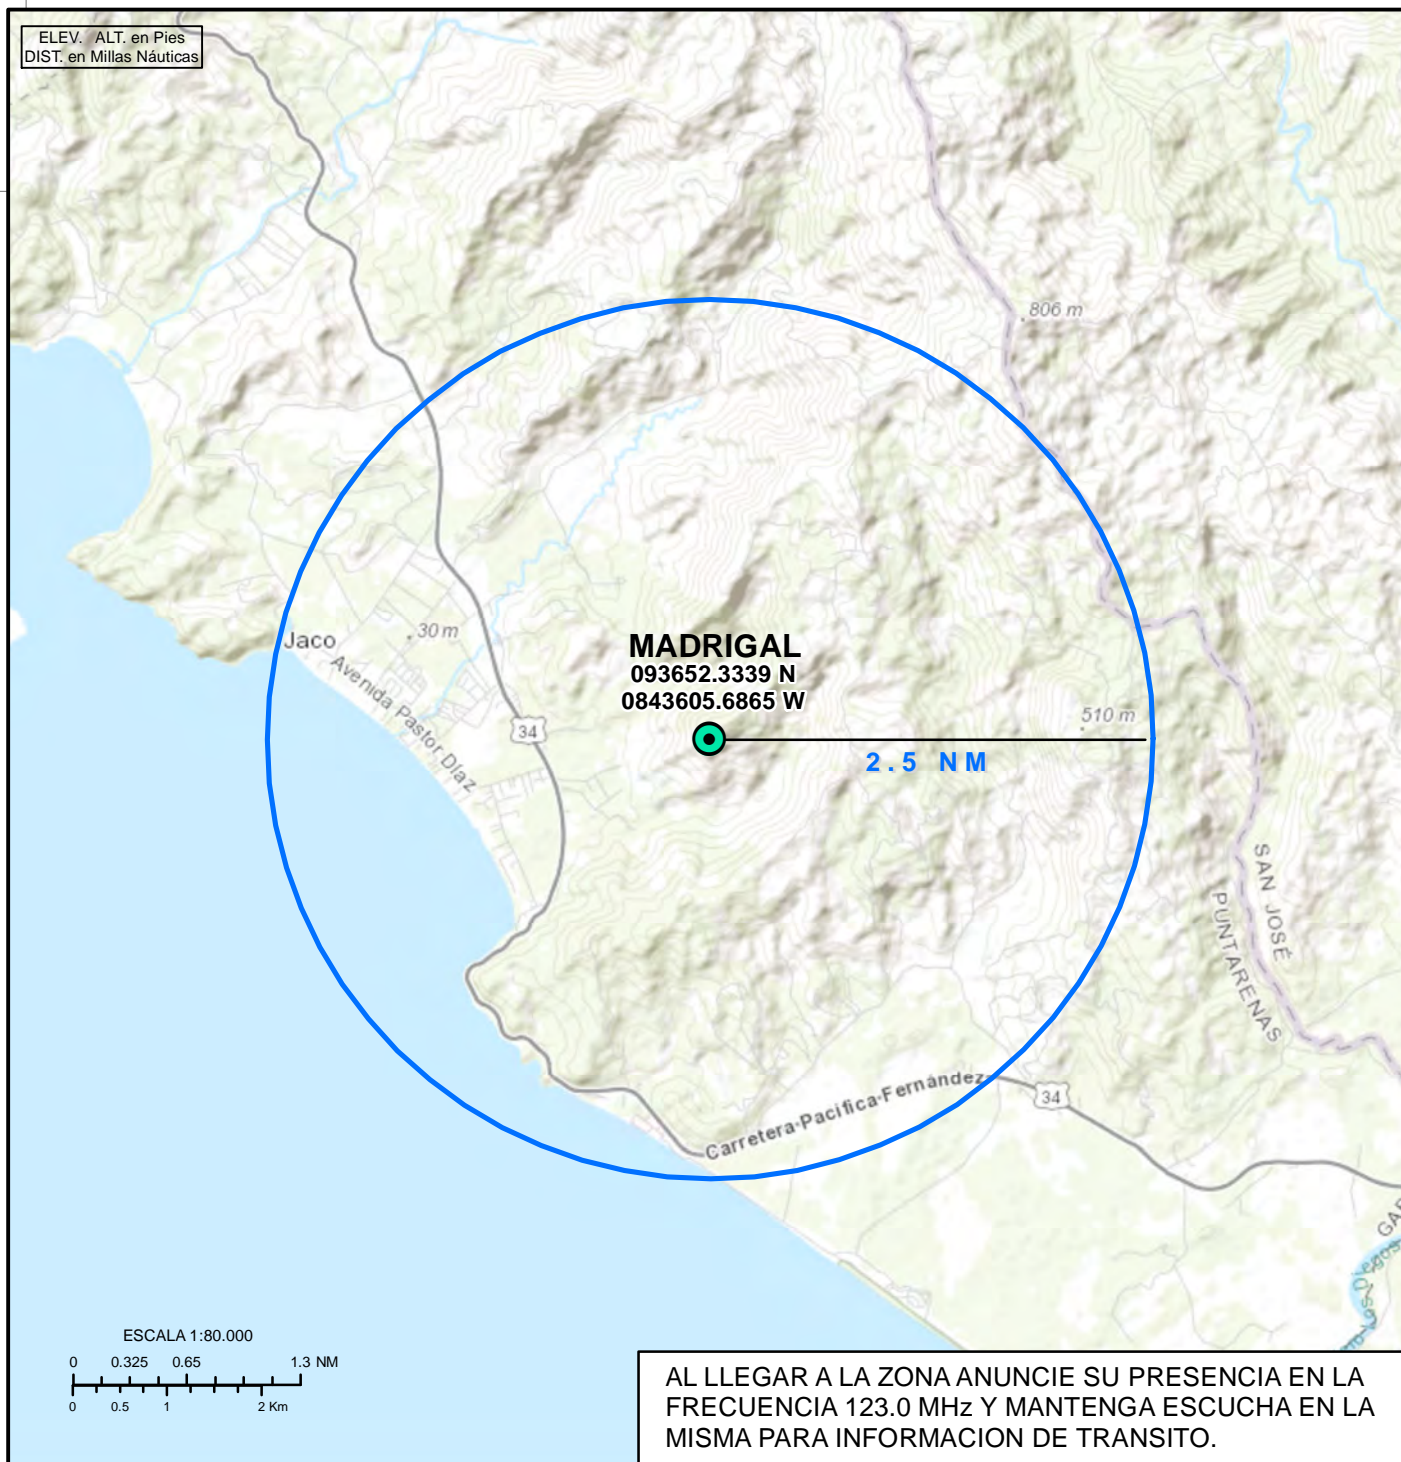 ELEV. ALT. en Pies
DIST. en Millas Náuticas
806 m
Jaco
30 m
Avenida Pastor Díaz
34
MADRIGAL
093652.3339 N
0843605.6865 W
510 m
2.5 NM
SAN JOSÉ
PUNTARENAS
Carretera Pacífica Fernández
34
ESCALA 1:80.000
0 0.325 0.65 1.3 NM
0 0.5 1 2 Km
AL LLEGAR A LA ZONA ANUNCIE SU PRESENCIA EN LA
FRECUENCIA 123.0 MHz Y MANTENGA ESCUCHA EN LA
MISMA PARA INFORMACION DE TRANSITO.